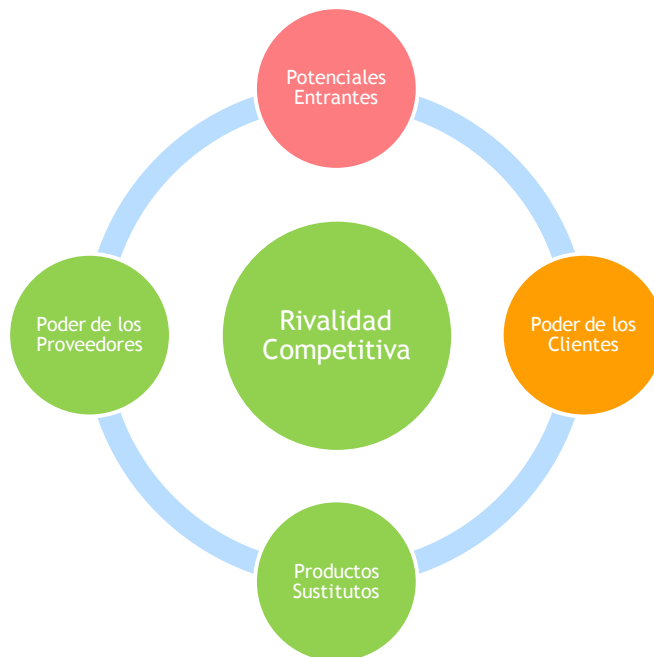 Potenciales
Entrantes
Poder de los
Proveedores
Rivalidad
Competitiva
Poder de los
Clientes
Productos
Sustitutos